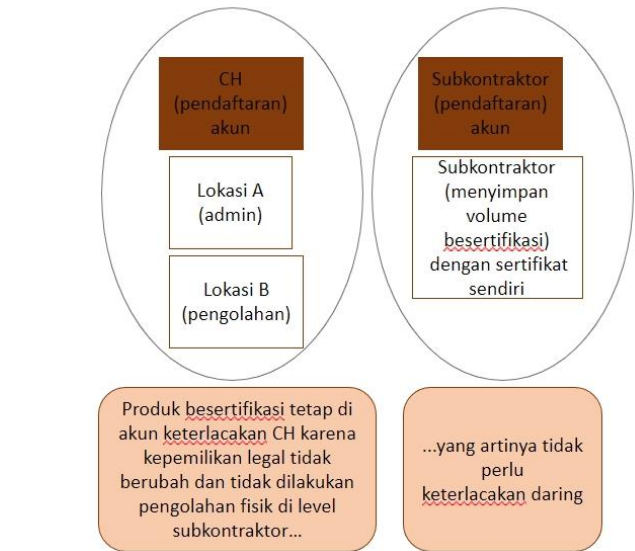 CH
(pendaftaran)
akun
Lokasi A
(admin)
Lokasi B
(pengolahan)
Produk besertifikasi tetap di
akun keterlacakan CH karena
kepemilikan legal tidak
berubah dan tidak dilakukan
pengolahan fisik di level
subkontraktor...
Subkontraktor
(pendaftaran)
akun
Subkontraktor
(menyimpan
volume
besertifikasi)
dengan sertifikat
sendiri
...yang artinya tidak
perlu
keterlacakan daring